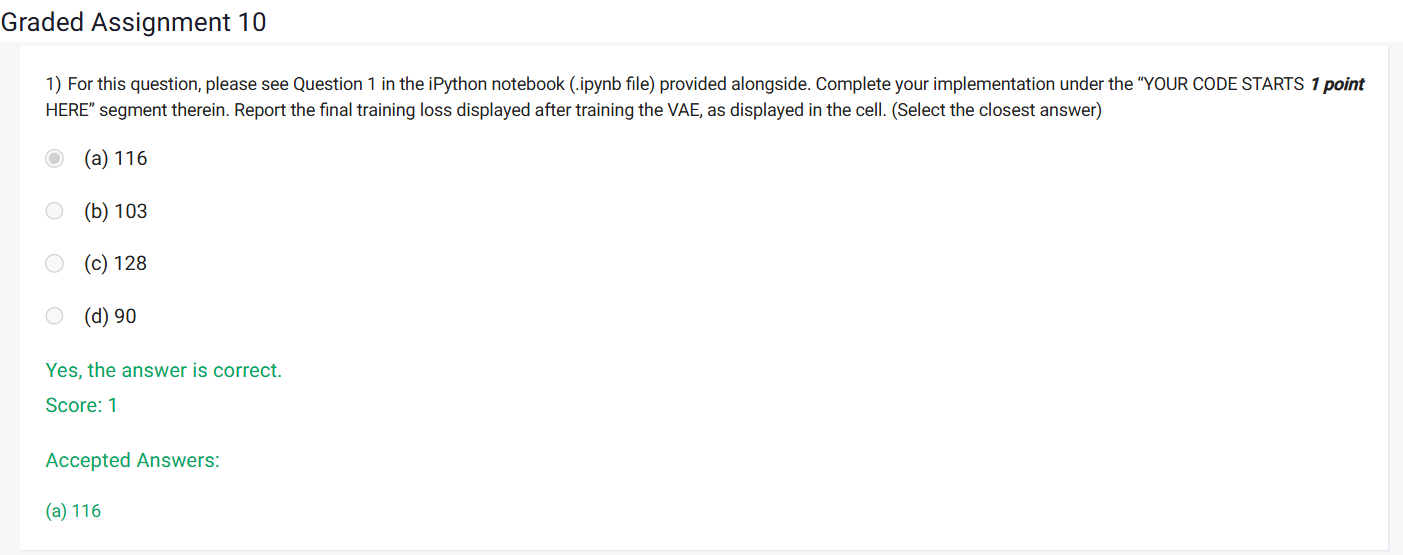 Graded Assignment 10
1) For this question, please see Question 1 in the iPython notebook (.ipynb file) provided alongside. Complete your implementation under the “YOUR CODE STARTS 1 point
HERE” segment therein. Report the final training loss displayed after training the VAE, as displayed in the cell. (Select the closest answer)
(a) 116
(b) 103
(c) 128
(d) 90
Yes, the answer is correct.
Score: 1
Accepted Answers:
(a) 116